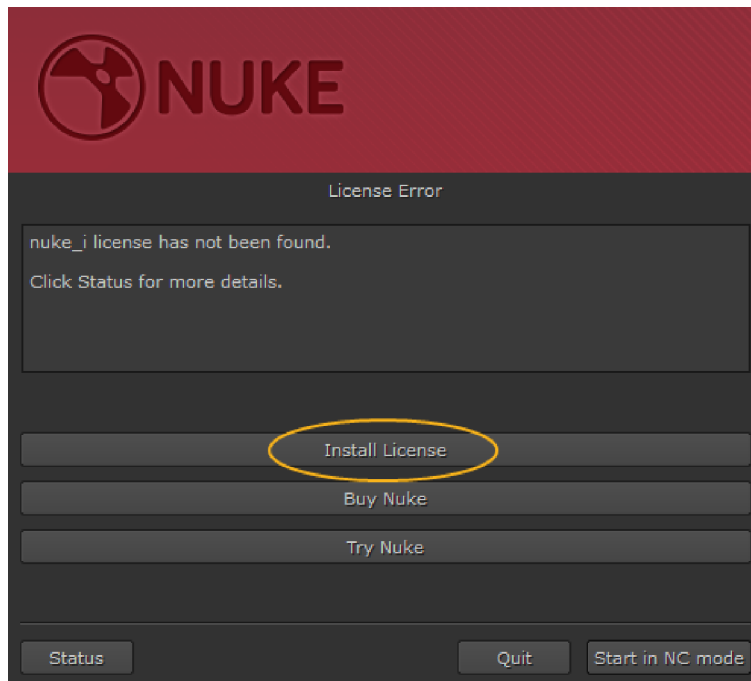 NUKE
License Error
nuke_i license has not been found.
Click Status for more details.
Install License
Buy Nuke
Try Nuke
Status Quit Start in NC mode